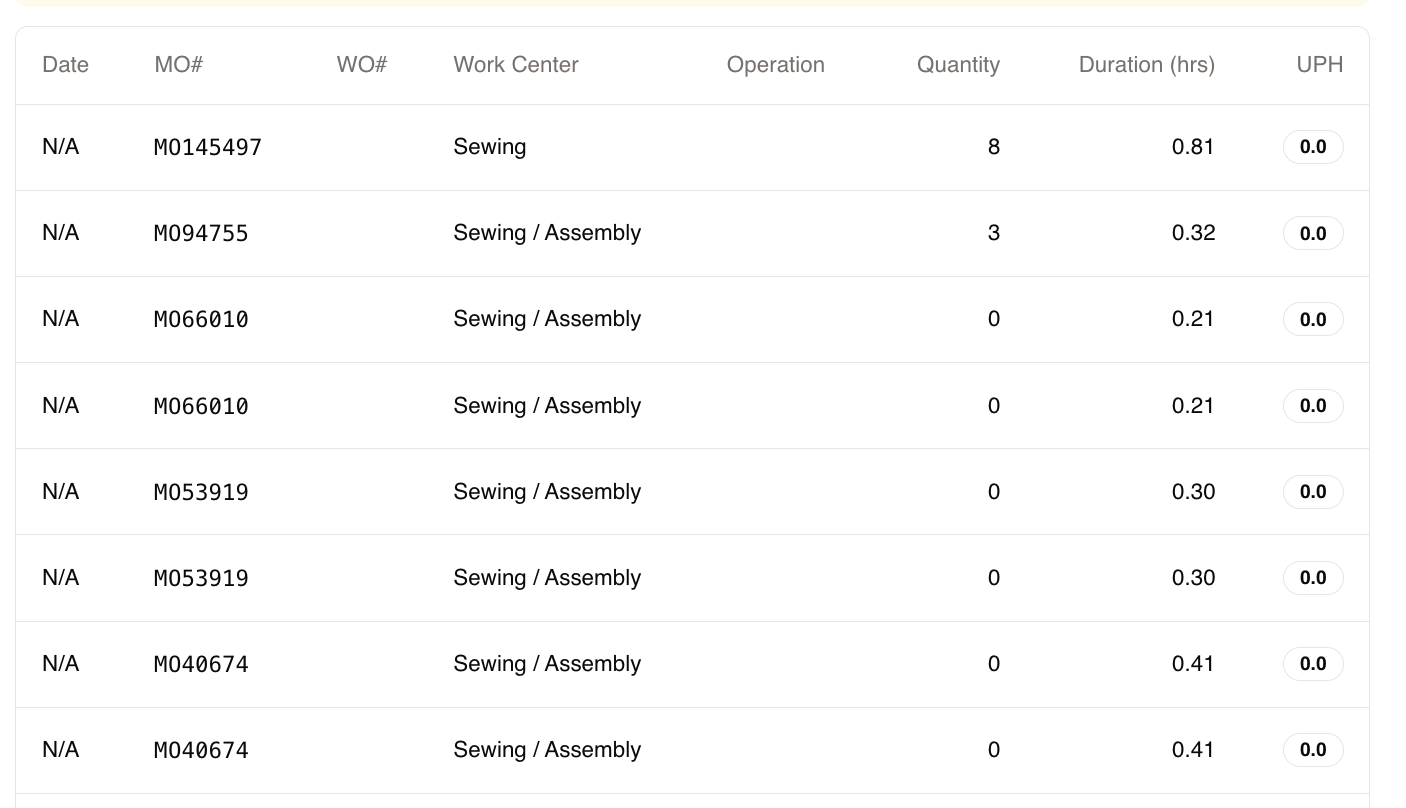 Date MO# WO# Work Center Operation Quantity Duration (hrs) UPH
N/A MO145497 Sewing 8 0.81 0.0
N/A MO94755 Sewing / Assembly 3 0.32 0.0
N/A MO66010 Sewing / Assembly 0 0.21 0.0
N/A MO66010 Sewing / Assembly 0 0.21 0.0
N/A MO53919 Sewing / Assembly 0 0.30 0.0
N/A MO53919 Sewing / Assembly 0 0.30 0.0
N/A MO40674 Sewing / Assembly 0 0.41 0.0
N/A MO40674 Sewing / Assembly 0 0.41 0.0